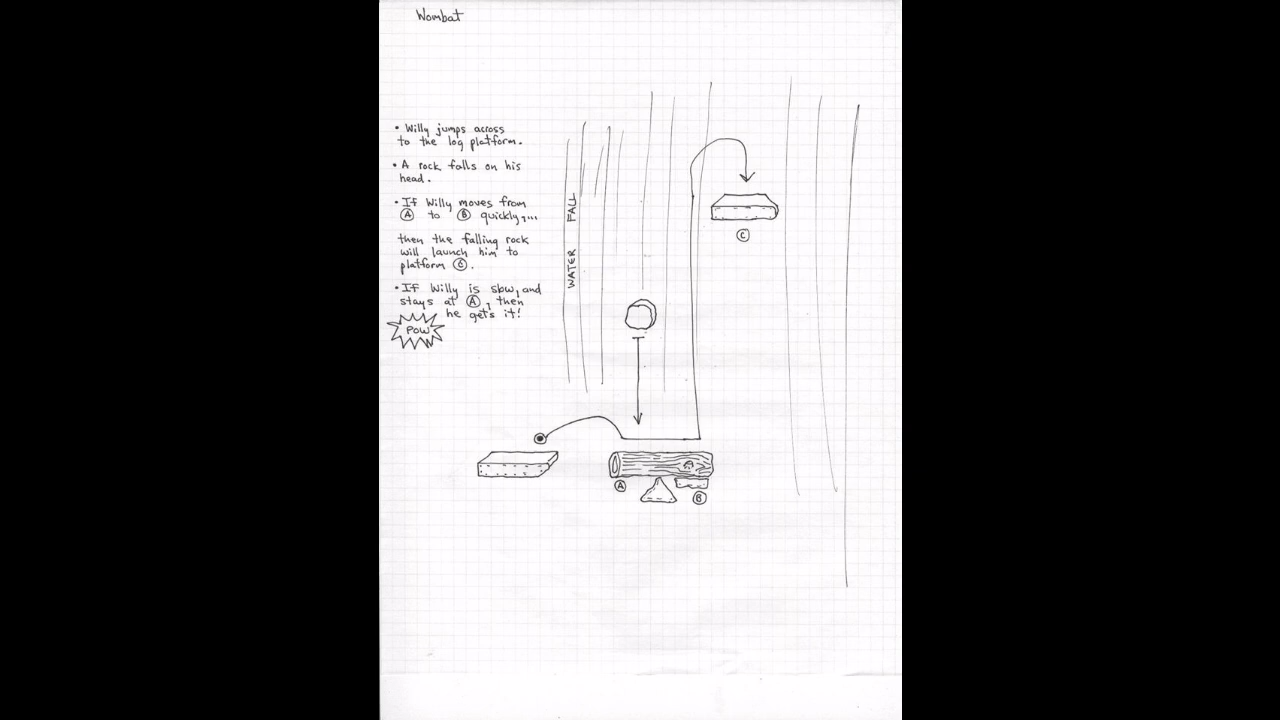 Wombat
• Willy jumps across
to the log platform.
• A rock falls on his
head.
• If Willy moves from
Ⓐ to Ⓑ quickly,...
then the falling rock
will launch him to
platform Ⓒ.
• If Willy is slow, and
stays at Ⓐ, then
he gets it!
POW
WATER FALL
Ⓒ
Ⓐ
Ⓑ